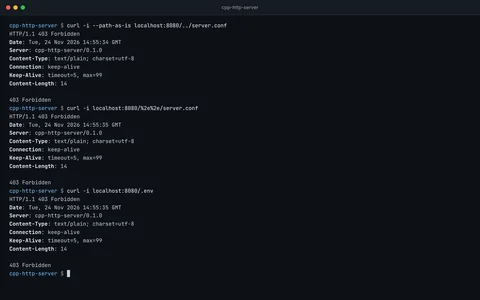 cpp-http-server
cpp-http-server $ curl -i --path-as-is localhost:8080/../server.conf
HTTP/1.1 403 Forbidden
Date: Tue, 24 Nov 2026 14:55:34 GMT
Server: cpp-http-server/0.1.0
Content-Type: text/plain; charset=utf-8
Connection: keep-alive
Keep-Alive: timeout=5, max=99
Content-Length: 14

403 Forbidden
cpp-http-server $ curl -i localhost:8080/%2e%2e/server.conf
HTTP/1.1 403 Forbidden
Date: Tue, 24 Nov 2026 14:55:35 GMT
Server: cpp-http-server/0.1.0
Content-Type: text/plain; charset=utf-8
Connection: keep-alive
Keep-Alive: timeout=5, max=99
Content-Length: 14

403 Forbidden
cpp-http-server $ curl -i localhost:8080/.env
HTTP/1.1 403 Forbidden
Date: Tue, 24 Nov 2026 14:55:35 GMT
Server: cpp-http-server/0.1.0
Content-Type: text/plain; charset=utf-8
Connection: keep-alive
Keep-Alive: timeout=5, max=99
Content-Length: 14

403 Forbidden
cpp-http-server $